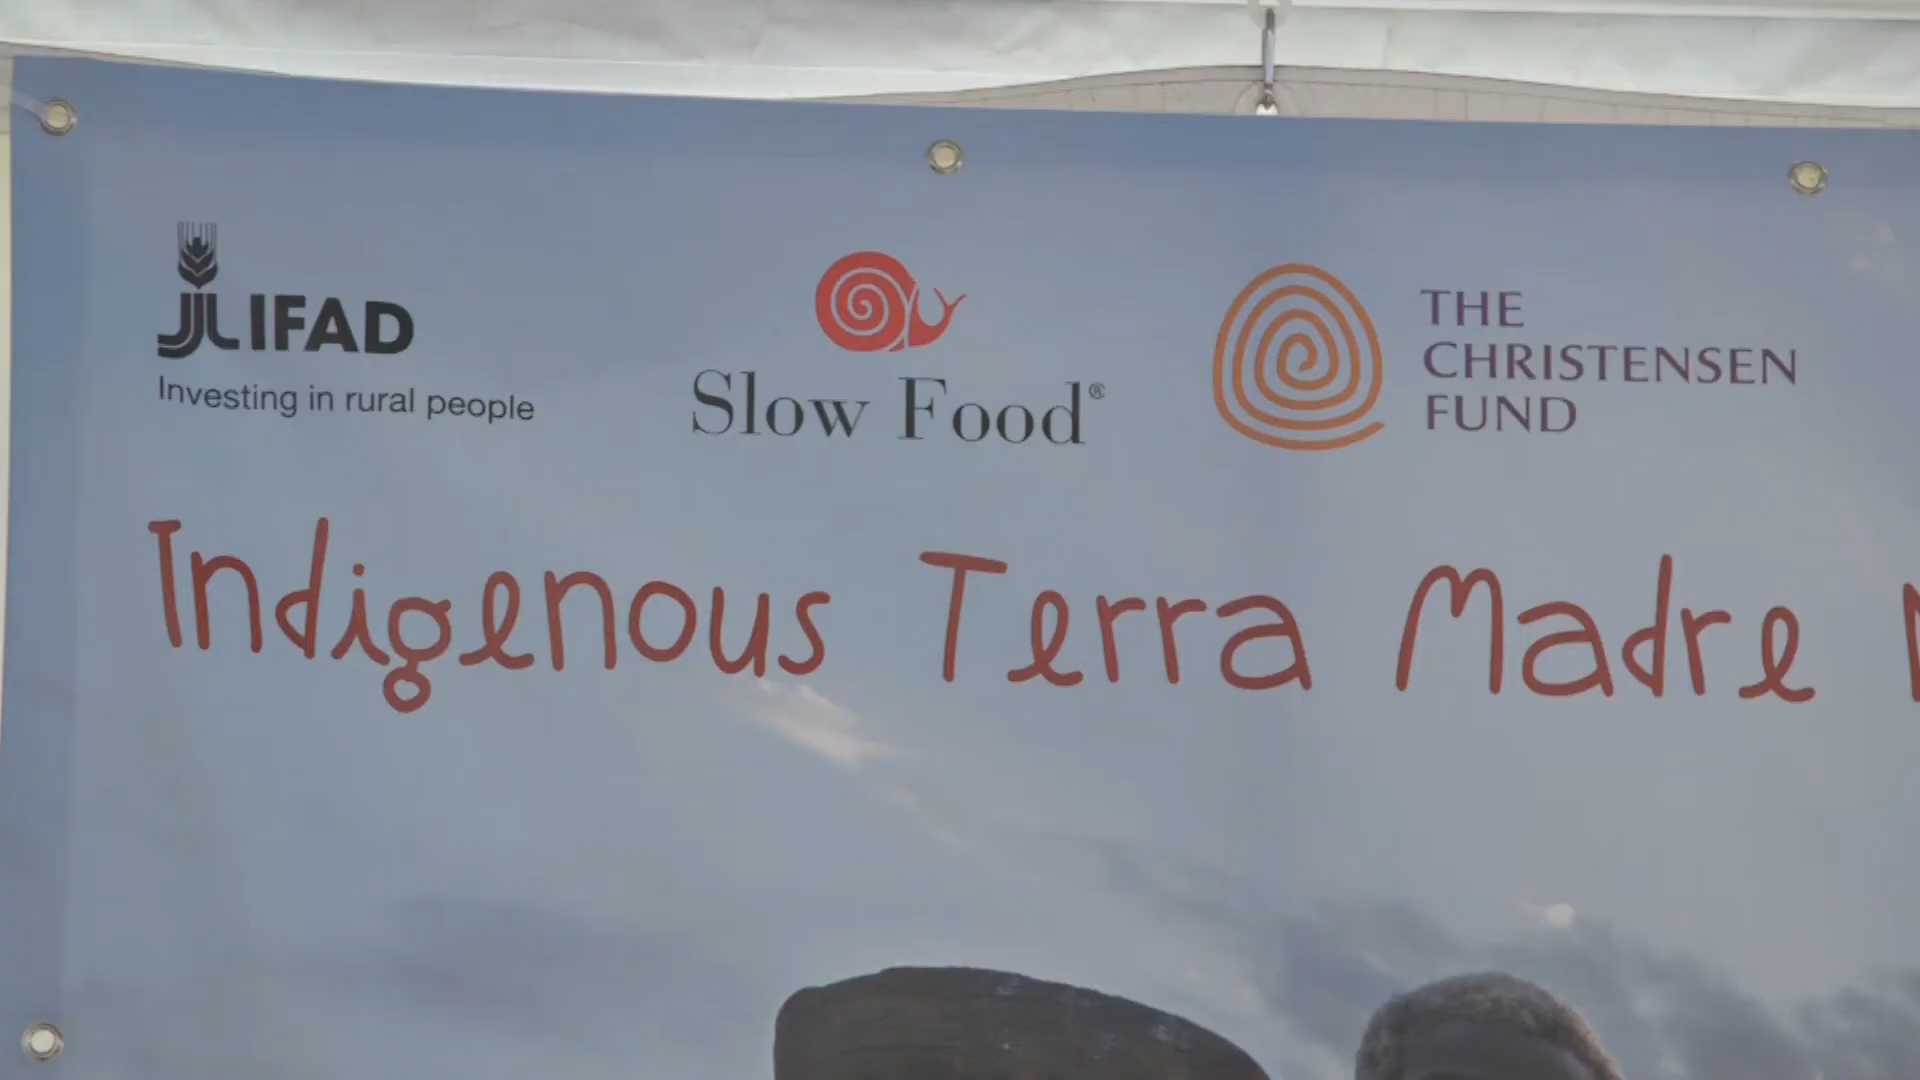 IFAD
Investing in rural people
Slow Food®
THE
CHRISTENSEN
FUND
Indigenous Terra Madre